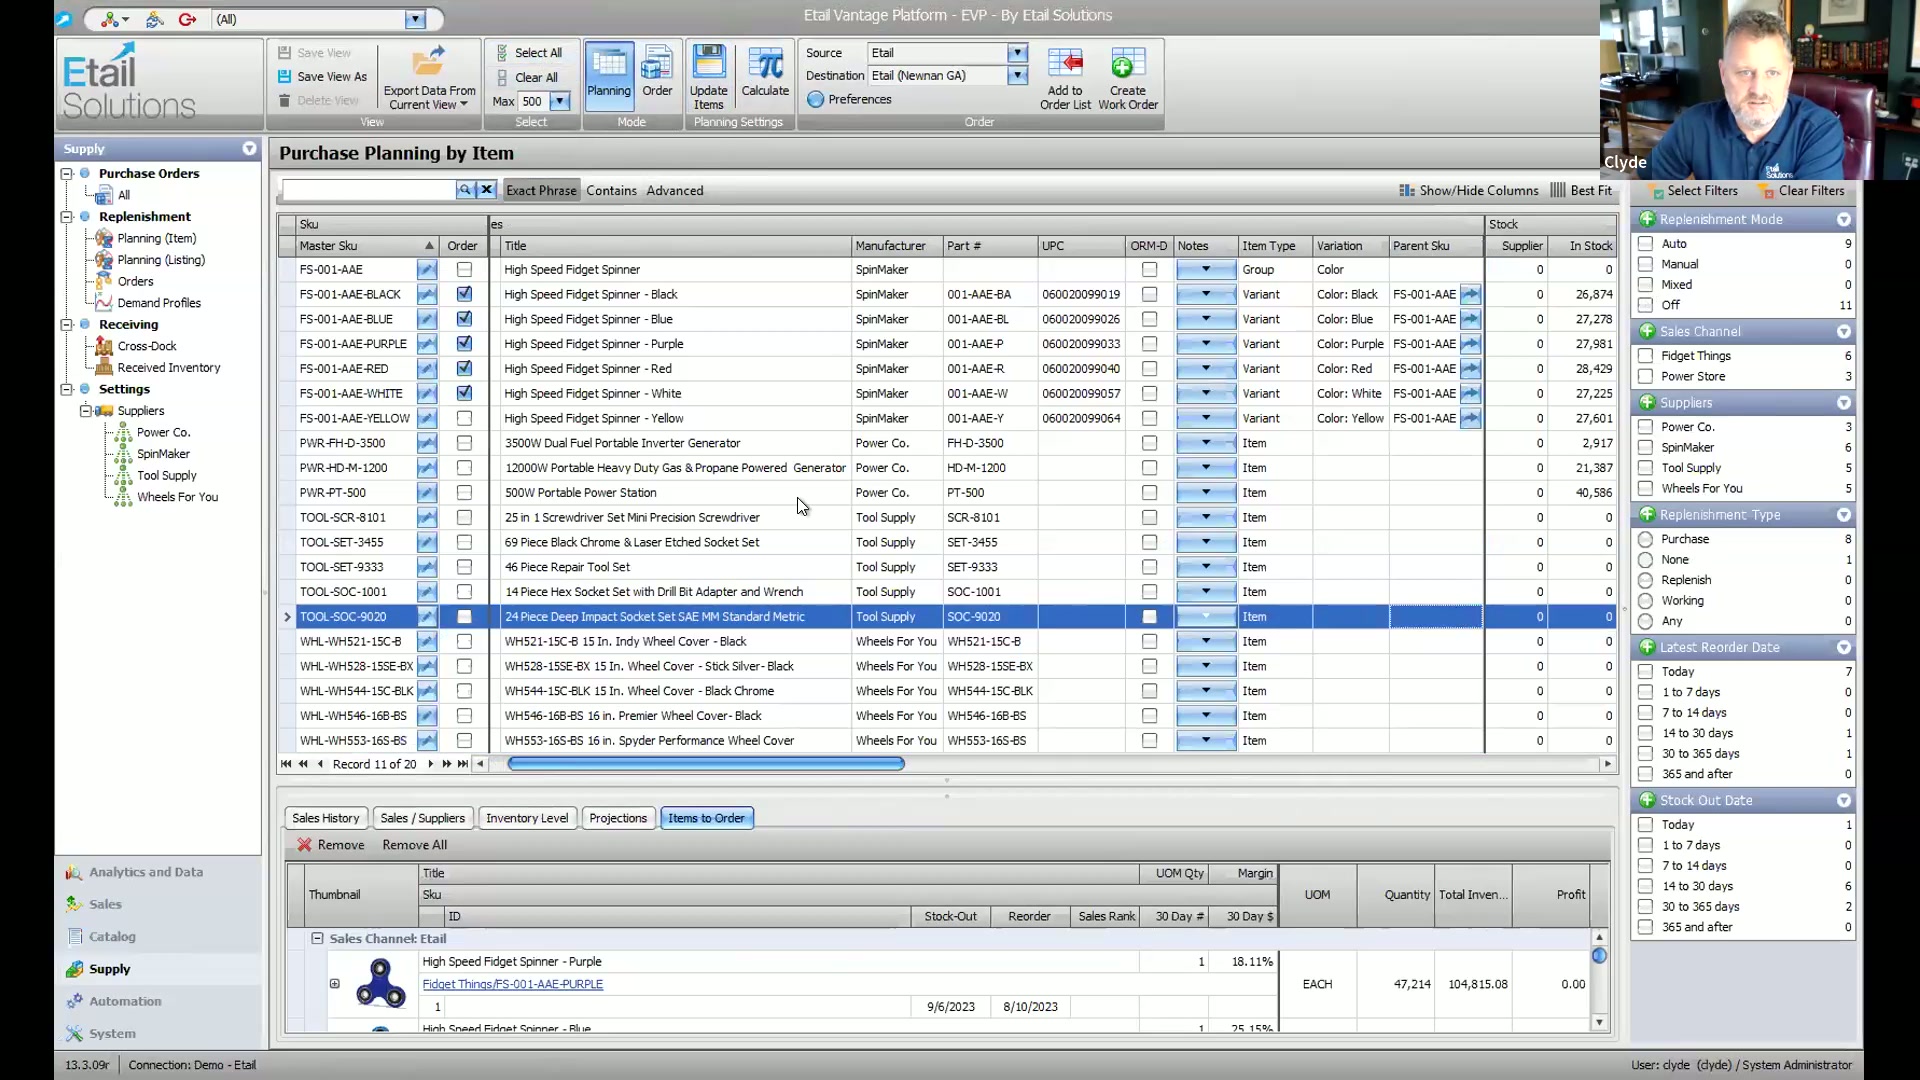 (All)
Etail Vantage Platform - EVP - By Etail Solutions
Etail
Solutions
Save View
Save View As
Delete View
Export Data From
Current View
View
Select All
Clear All
Max 500
Select
Planning
Order
Mode
Update
Items
Calculate
Planning Settings
Source Etail
Destination Etail (Newnan GA)
Preferences
Add to
Order List
Create
Work Order
Order
Clyde
Etail
Solutions
Supply
Purchase Orders
All
Replenishment
Planning (Item)
Planning (Listing)
Orders
Demand Profiles
Receiving
Cross-Dock
Received Inventory
Settings
Suppliers
Power Co.
SpinMaker
Tool Supply
Wheels For You
Analytics and Data
Sales
Catalog
Supply
Automation
System
Purchase Planning by Item
Exact Phrase Contains Advanced
Show/Hide Columns Best Fit
Sku es Stock
Master Sku Order Title Manufacturer Part # UPC ORM-D Notes Item Type Variation Parent Sku Supplier In Stock
FS-001-AAE High Speed Fidget Spinner SpinMaker Group Color 0 0
FS-001-AAE-BLACK High Speed Fidget Spinner - Black SpinMaker 001-AAE-BA 060020099019 Variant Color: Black FS-001-AAE 0 26,874
FS-001-AAE-BLUE High Speed Fidget Spinner - Blue SpinMaker 001-AAE-BL 060020099026 Variant Color: Blue FS-001-AAE 0 27,278
FS-001-AAE-PURPLE High Speed Fidget Spinner - Purple SpinMaker 001-AAE-P 060020099033 Variant Color: Purple FS-001-AAE 0 27,981
FS-001-AAE-RED High Speed Fidget Spinner - Red SpinMaker 001-AAE-R 060020099040 Variant Color: Red FS-001-AAE 0 28,429
FS-001-AAE-WHITE High Speed Fidget Spinner - White SpinMaker 001-AAE-W 060020099057 Variant Color: White FS-001-AAE 0 27,225
FS-001-AAE-YELLOW High Speed Fidget Spinner - Yellow SpinMaker 001-AAE-Y 060020099064 Variant Color: Yellow FS-001-AAE 0 27,601
PWR-FH-D-3500 3500W Dual Fuel Portable Inverter Generator Power Co. FH-D-3500 Item 0 2,917
PWR-HD-M-1200 12000W Portable Heavy Duty Gas & Propane Powered Generator Power Co. HD-M-1200 Item 0 21,387
PWR-PT-500 500W Portable Power Station Power Co. PT-500 Item 0 40,586
TOOL-SCR-8101 25 in 1 Screwdriver Set Mini Precision Screwdriver Tool Supply SCR-8101 Item 0 0
TOOL-SET-3455 69 Piece Black Chrome & Laser Etched Socket Set Tool Supply SET-3455 Item 0 0
TOOL-SET-9333 46 Piece Repair Tool Set Tool Supply SET-9333 Item 0 0
TOOL-SOC-1001 14 Piece Hex Socket Set with Drill Bit Adapter and Wrench Tool Supply SOC-1001 Item 0 0
TOOL-SOC-9020 24 Piece Deep Impact Socket Set SAE MM Standard Metric Tool Supply SOC-9020 Item 0 0
WHL-WH521-15C-B WH521-15C-B 15 In. Indy Wheel Cover - Black Wheels For You WH521-15C-B Item 0 0
WHL-WH528-15SE-BX WH528-15SE-BX 15 In. Wheel Cover - Stick Silver- Black Wheels For You WH528-15SE-BX Item 0 0
WHL-WH544-15C-BLK WH544-15C-BLK 15 In. Wheel Cover - Black Chrome Wheels For You WH544-15C-BLK Item 0 0
WHL-WH546-16B-BS WH546-16B-BS 16 in. Premier Wheel Cover- Black Wheels For You WH546-16B-BS Item 0 0
WHL-WH553-16S-BS WH553-16S-BS 16 in. Spyder Performance Wheel Cover Wheels For You WH553-16S-BS Item 0 0
Record 11 of 20
Sales History Sales / Suppliers Inventory Level Projections Items to Order
Remove Remove All
Thumbnail Title UOM Qty Margin UOM Quantity Total Inven... Profit
Sku
ID Stock-Out Reorder Sales Rank 30 Day # 30 Day $
Sales Channel: Etail
High Speed Fidget Spinner - Purple 1 18.11%
Fidget Things/FS-001-AAE-PURPLE EACH 47,214 104,815.08 0.00
1 9/6/2023 8/10/2023
High Speed Fidget Spinner - Blue 1 25.15%
Select Filters Clear Filters
Replenishment Mode
Auto 9
Manual 0
Mixed 0
Off 11
Sales Channel
Fidget Things 6
Power Store 3
Suppliers
Power Co. 3
SpinMaker 6
Tool Supply 5
Wheels For You 5
Replenishment Type
Purchase 8
None 1
Replenish 0
Working 0
Any 0
Latest Reorder Date
Today 7
1 to 7 days 0
7 to 14 days 0
14 to 30 days 1
30 to 365 days 1
365 and after 0
Stock Out Date
Today 1
1 to 7 days 0
7 to 14 days 0
14 to 30 days 6
30 to 365 days 2
365 and after 0
13.3.09r Connection: Demo - Etail
User: clyde (clyde) / System Administrator